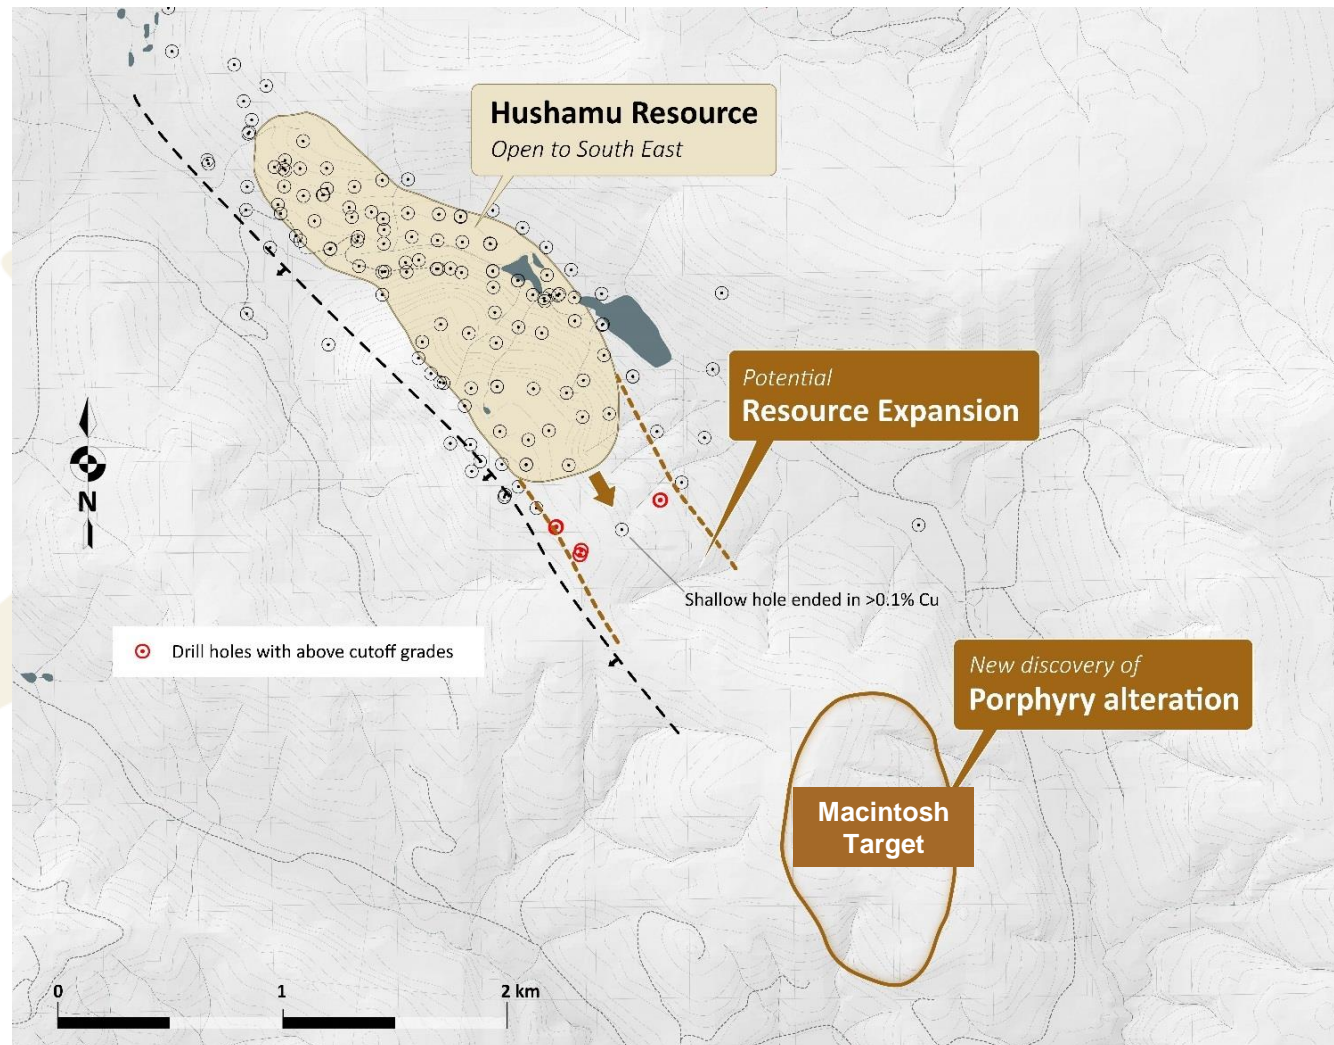 Hushamu Resource
Open to South East
Potential
Resource Expansion
N
Shallow hole ended in >0.1% Cu
Drill holes with above cutoff grades
New discovery of
Porphyry alteration
Macintosh
Target
0 1 2 km